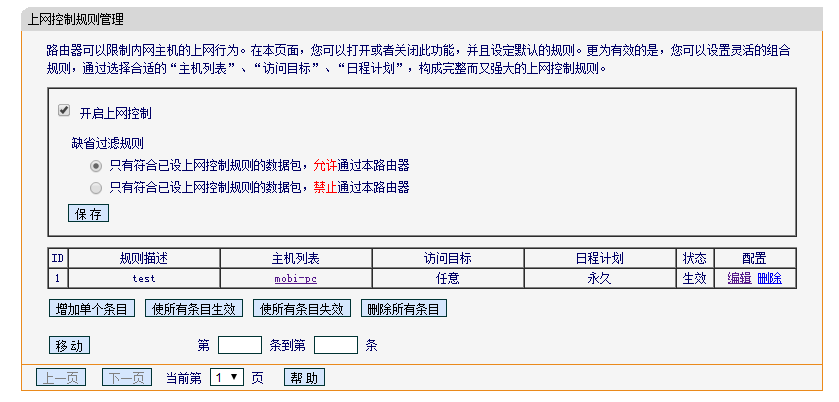 上网控制规则管理
路由器可以限制内网主机的上网行为。在本页面，您可以打开或者关闭此功能，并且设定默认的规则。更为有效的是，您可以设置灵活的组合
规则，通过选择合适的“主机列表”、“访问目标”、“日程计划”，构成完整而又强大的上网控制规则。
开启上网控制
缺省过滤规则
只有符合已设上网控制规则的数据包，允许通过本路由器
只有符合已设上网控制规则的数据包，禁止通过本路由器
保存
ID 规则描述 主机列表 访问目标 日程计划 状态 配置
1 test mobi-pc 任意 永久 生效 编辑 删除
增加单个条目 使所有条目生效 使所有条目失效 删除所有条目
移动 第 条到第 条
上一页 下一页 当前第 1 页 帮助